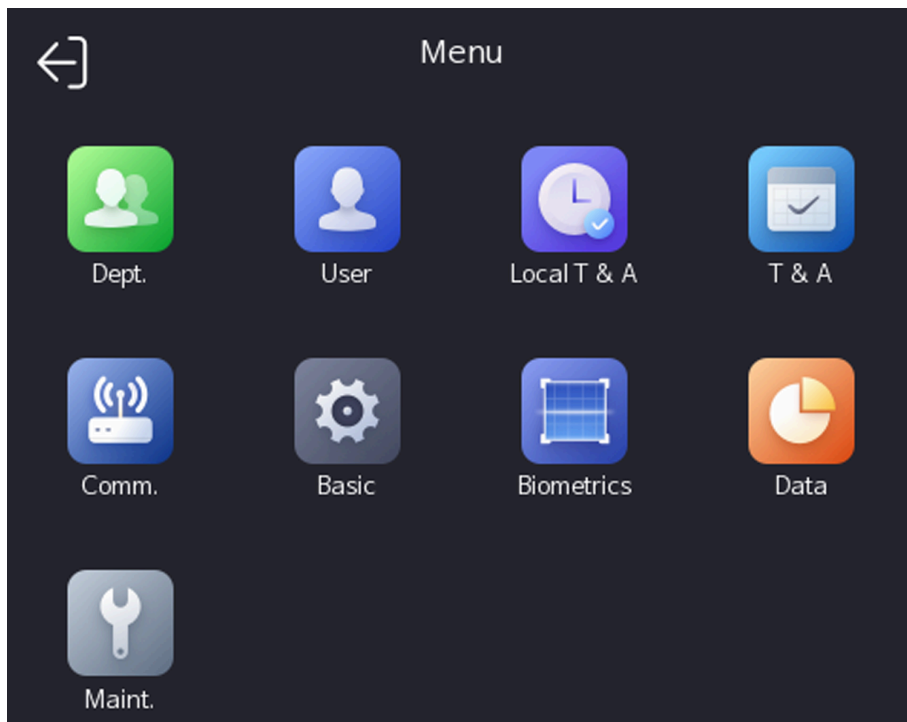 Menu
Dept.
User
Local T & A
T & A
Comm.
Basic
Biometrics
Data
Maint.